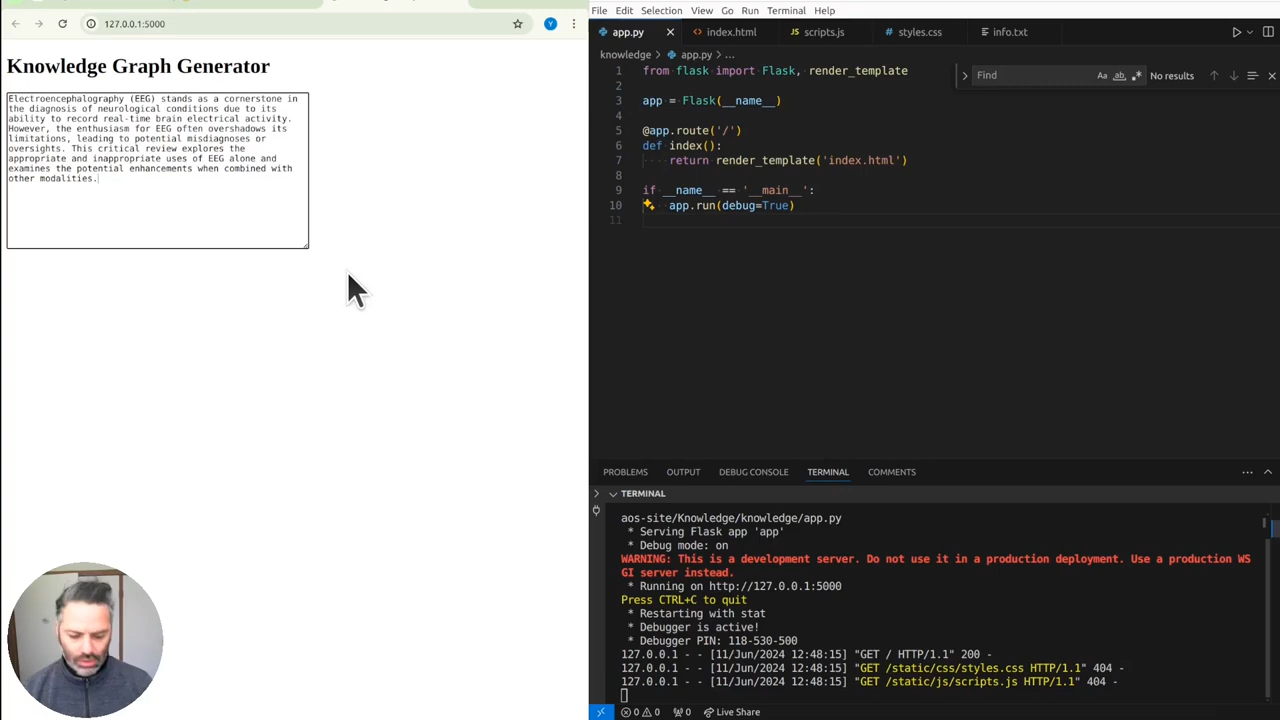 127.0.0.1:5000
Y
Knowledge Graph Generator
Electroencephalography (EEG) stands as a cornerstone in
the diagnosis of neurological conditions due to its
ability to record real-time brain electrical activity.
However, the enthusiasm for EEG often overshadows its
limitations, leading to potential misdiagnoses or
oversights. This critical review explores the
appropriate and inappropriate uses of EEG alone and
examines the potential enhancements when combined with
other modalities.
File Edit Selection View Go Run Terminal Help
app.py index.html scripts.js styles.css info.txt
knowledge > app.py > ...
1 from flask import Flask, render_template
2
3 app = Flask(__name__)
4
5 @app.route('/')
6 def index():
7 return render_template('index.html')
8
9 if __name__ == '__main__':
10 app.run(debug=True)
11
Find Aa ab .* No results
PROBLEMS OUTPUT DEBUG CONSOLE TERMINAL COMMENTS
TERMINAL
aos-site/Knowledge/knowledge/app.py
* Serving Flask app 'app'
* Debug mode: on
WARNING: This is a development server. Do not use it in a production deployment. Use a production WS
GI server instead.
* Running on http://127.0.0.1:5000
Press CTRL+C to quit
* Restarting with stat
* Debugger is active!
* Debugger PIN: 118-530-500
127.0.0.1 - - [11/Jun/2024 12:48:15] "GET / HTTP/1.1" 200 -
127.0.0.1 - - [11/Jun/2024 12:48:15] "GET /static/css/styles.css HTTP/1.1" 404 -
127.0.0.1 - - [11/Jun/2024 12:48:15] "GET /static/js/scripts.js HTTP/1.1" 404 -
0 0 0 Live Share